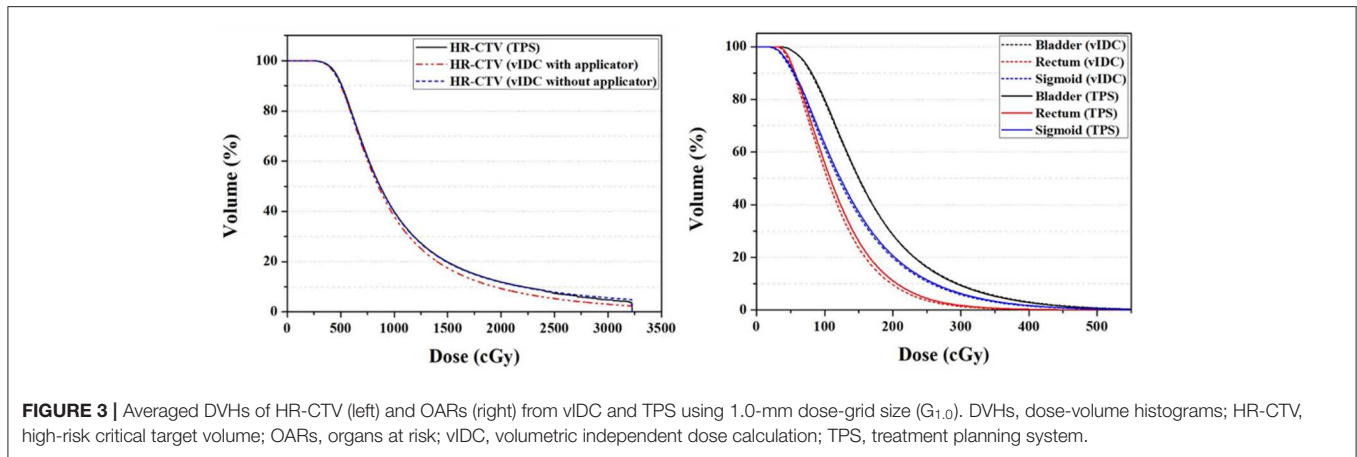 Volume (%)
100
80
60
40
20
0
HR-CTV (TPS)
HR-CTV (vIDC with applicator)
HR-CTV (vIDC without applicator)
0 500 1000 1500 2000 2500 3000 3500
Dose (cGy)
Volume (%)
100
80
60
40
20
0
Bladder (vIDC)
Rectum (vIDC)
Sigmoid (vIDC)
Bladder (TPS)
Rectum (TPS)
Sigmoid (TPS)
0 100 200 300 400 500
Dose (cGy)
FIGURE 3 | Averaged DVHs of HR-CTV (left) and OARs (right) from vIDC and TPS using 1.0-mm dose-grid size (G1.0). DVHs, dose-volume histograms; HR-CTV,
high-risk critical target volume; OARs, organs at risk; vIDC, volumetric independent dose calculation; TPS, treatment planning system.